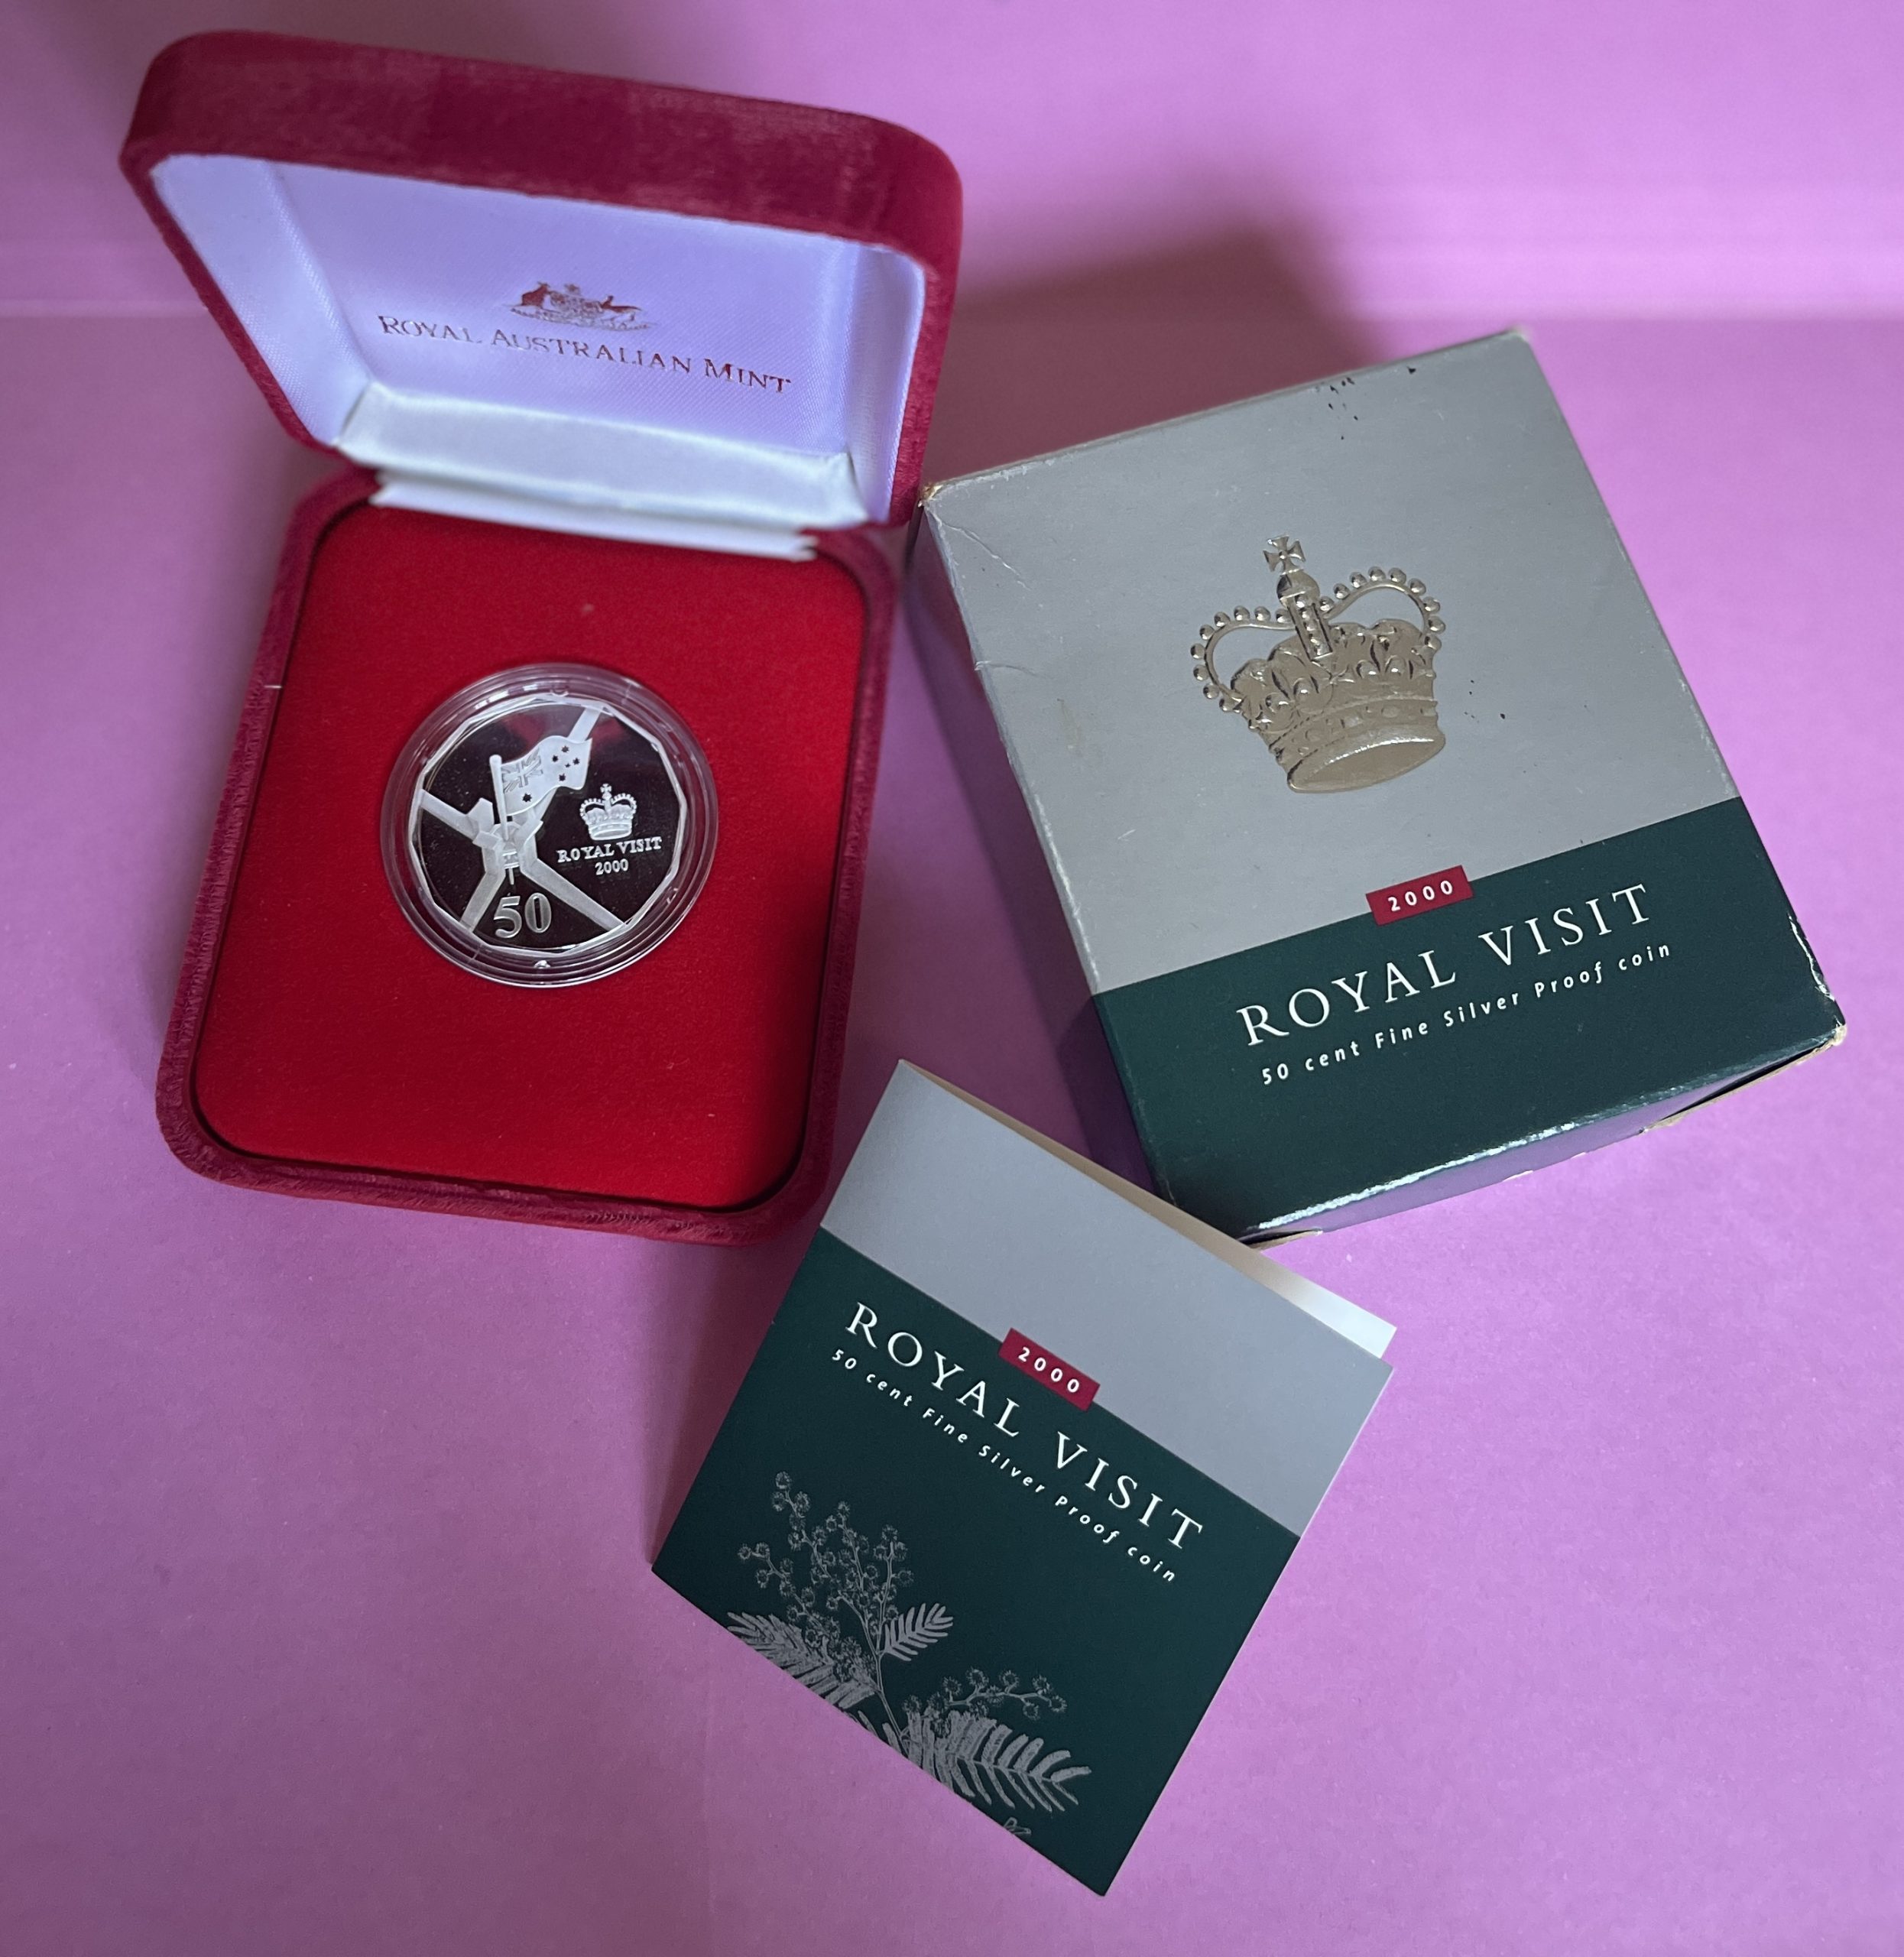 ROYAL AUSTRALIAN MINT
ROYAL VISIT
2000
50
2000
ROYAL VISIT
50 cent Fine Silver Proof coin
2000
ROYAL VISIT
50 cent Fine Silver Proof coin